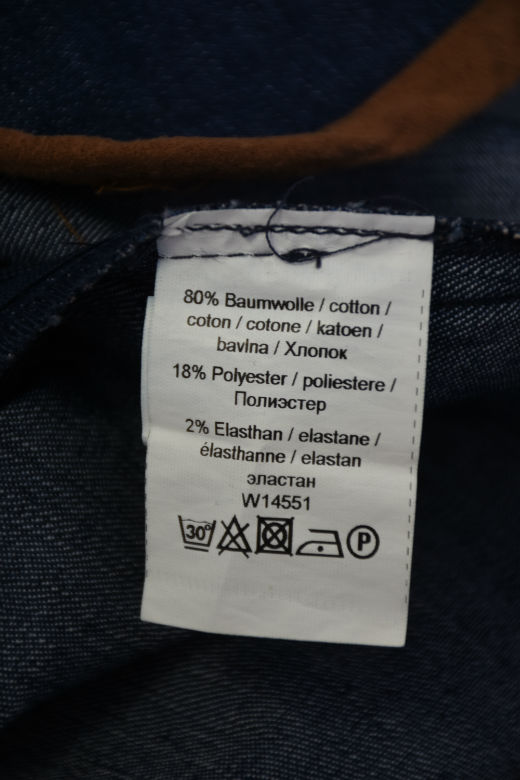 80% Baumwolle / cotton /
coton / cotone / katoen /
bavlna / Хлопок
18% Polyester / poliestere /
Полиэстер
2% Elasthan / elastane /
élasthanne / elastan
эластан
W14551
30° P